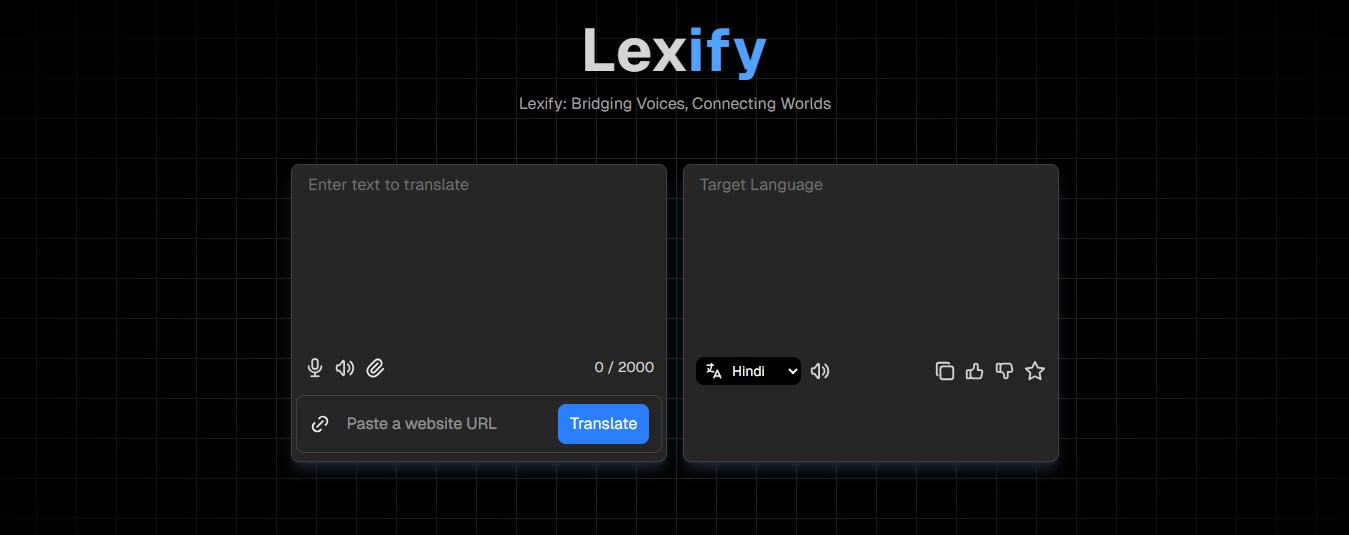 Lexify
Lexify: Bridging Voices, Connecting Worlds
Enter text to translate
0 / 2000
Paste a website URL
Translate
Target Language
Hindi